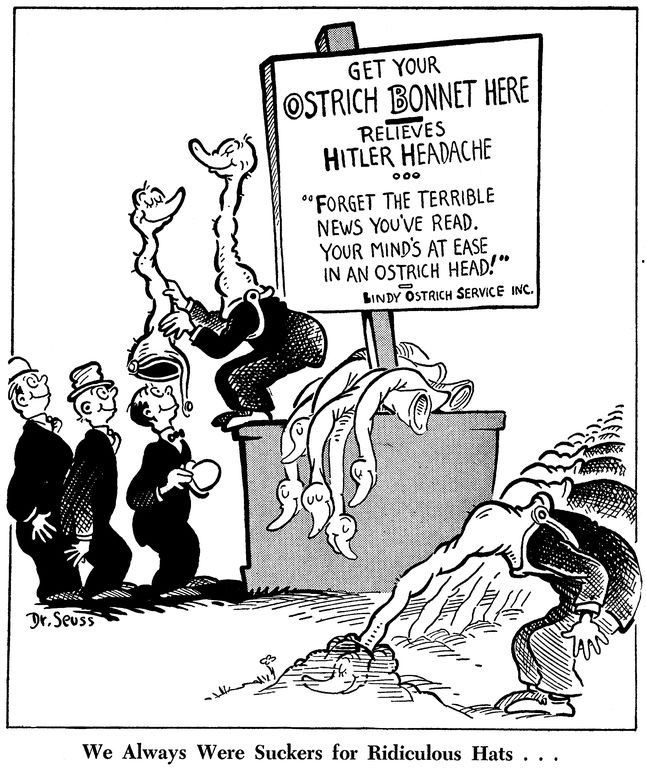 GET YOUR
OSTRICH BONNET HERE
RELIEVES
HITLER HEADACHE
"FORGET THE TERRIBLE
NEWS YOU'VE READ.
YOUR MIND'S AT EASE
IN AN OSTRICH HEAD!"
LINDY OSTRICH SERVICE INC.
Dr. Seuss
We Always Were Suckers for Ridiculous Hats . . .